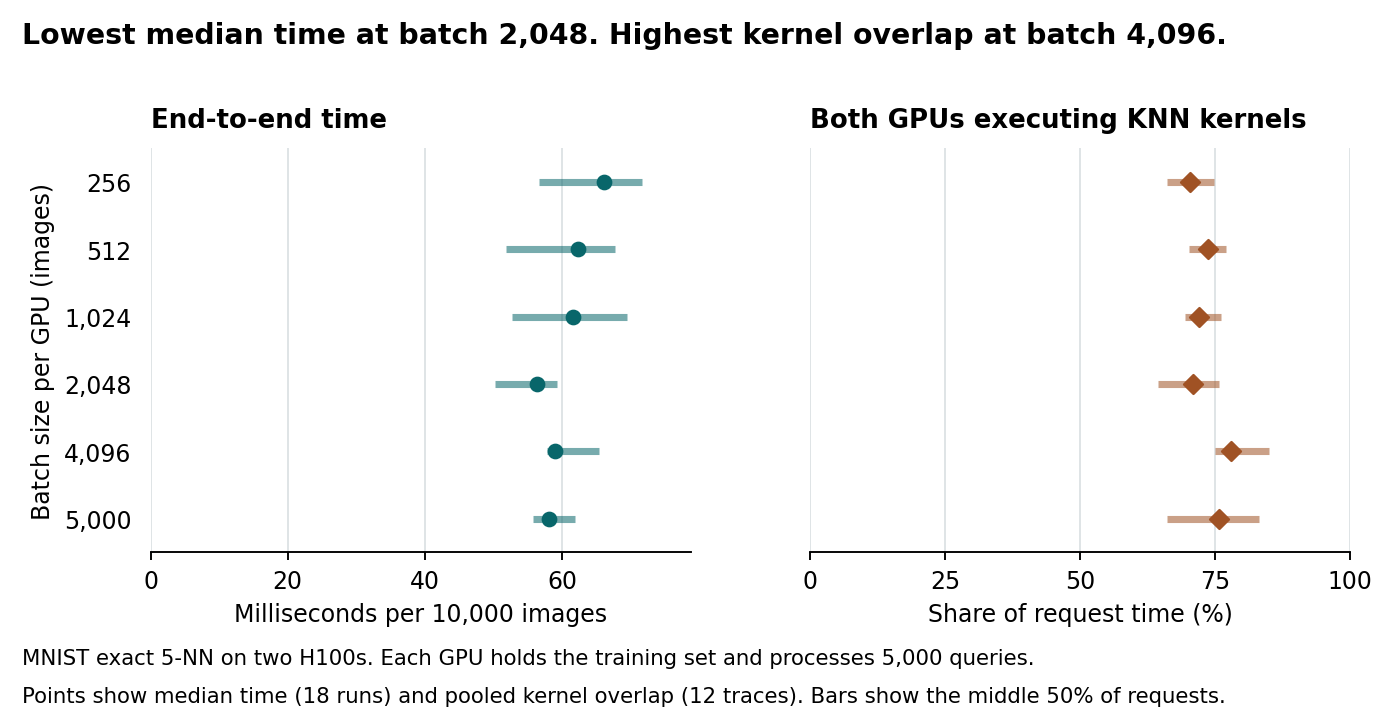 Lowest median time at batch 2,048. Highest kernel overlap at batch 4,096.
End-to-end time
Batch size per GPU (images)
256
512
1,024
2,048
4,096
5,000
0 20 40 60
Milliseconds per 10,000 images
Both GPUs executing KNN kernels
0 25 50 75 100
Share of request time (%)
MNIST exact 5-NN on two H100s. Each GPU holds the training set and processes 5,000 queries.
Points show median time (18 runs) and pooled kernel overlap (12 traces). Bars show the middle 50% of requests.